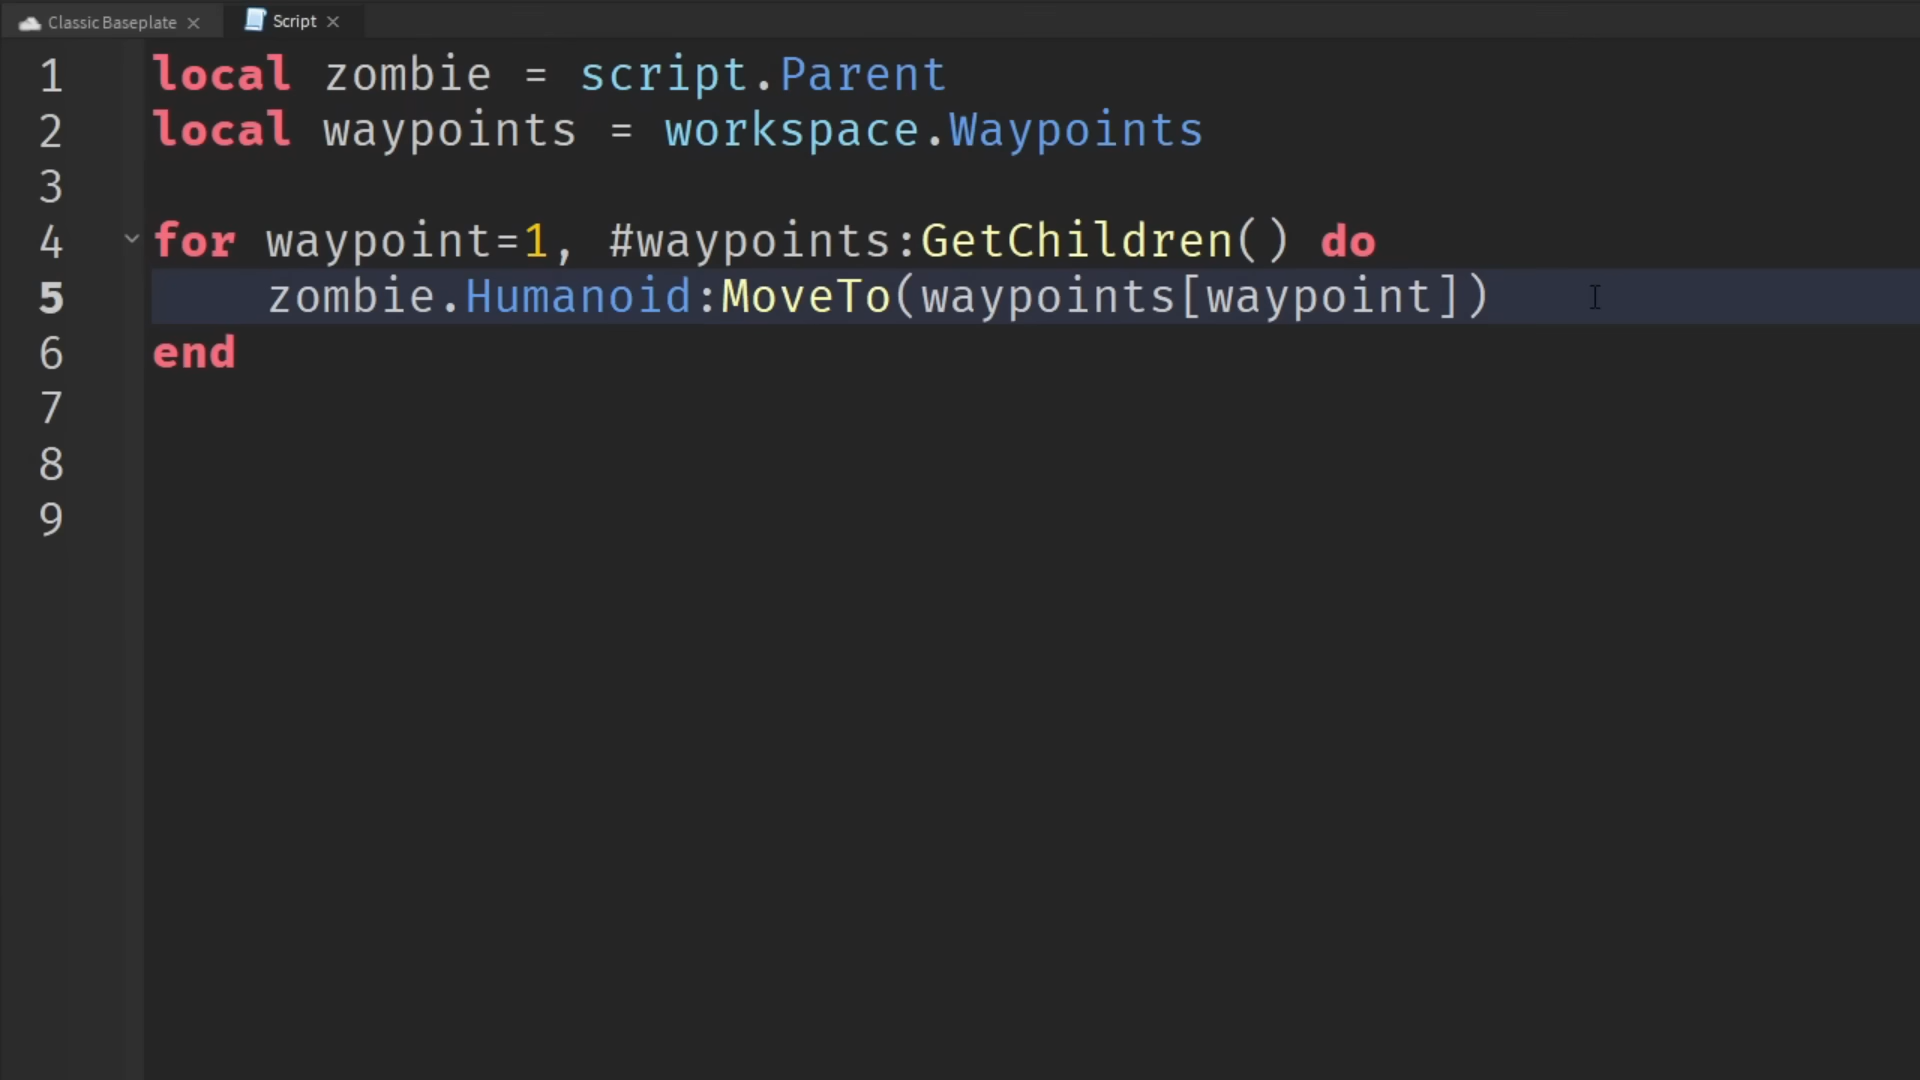 Classic Baseplate
Script
1 local zombie = script.Parent
2 local waypoints = workspace.Waypoints
3
4 for waypoint=1, #waypoints:GetChildren() do
5 zombie.Humanoid:MoveTo(waypoints[waypoint])
6 end
7
8
9